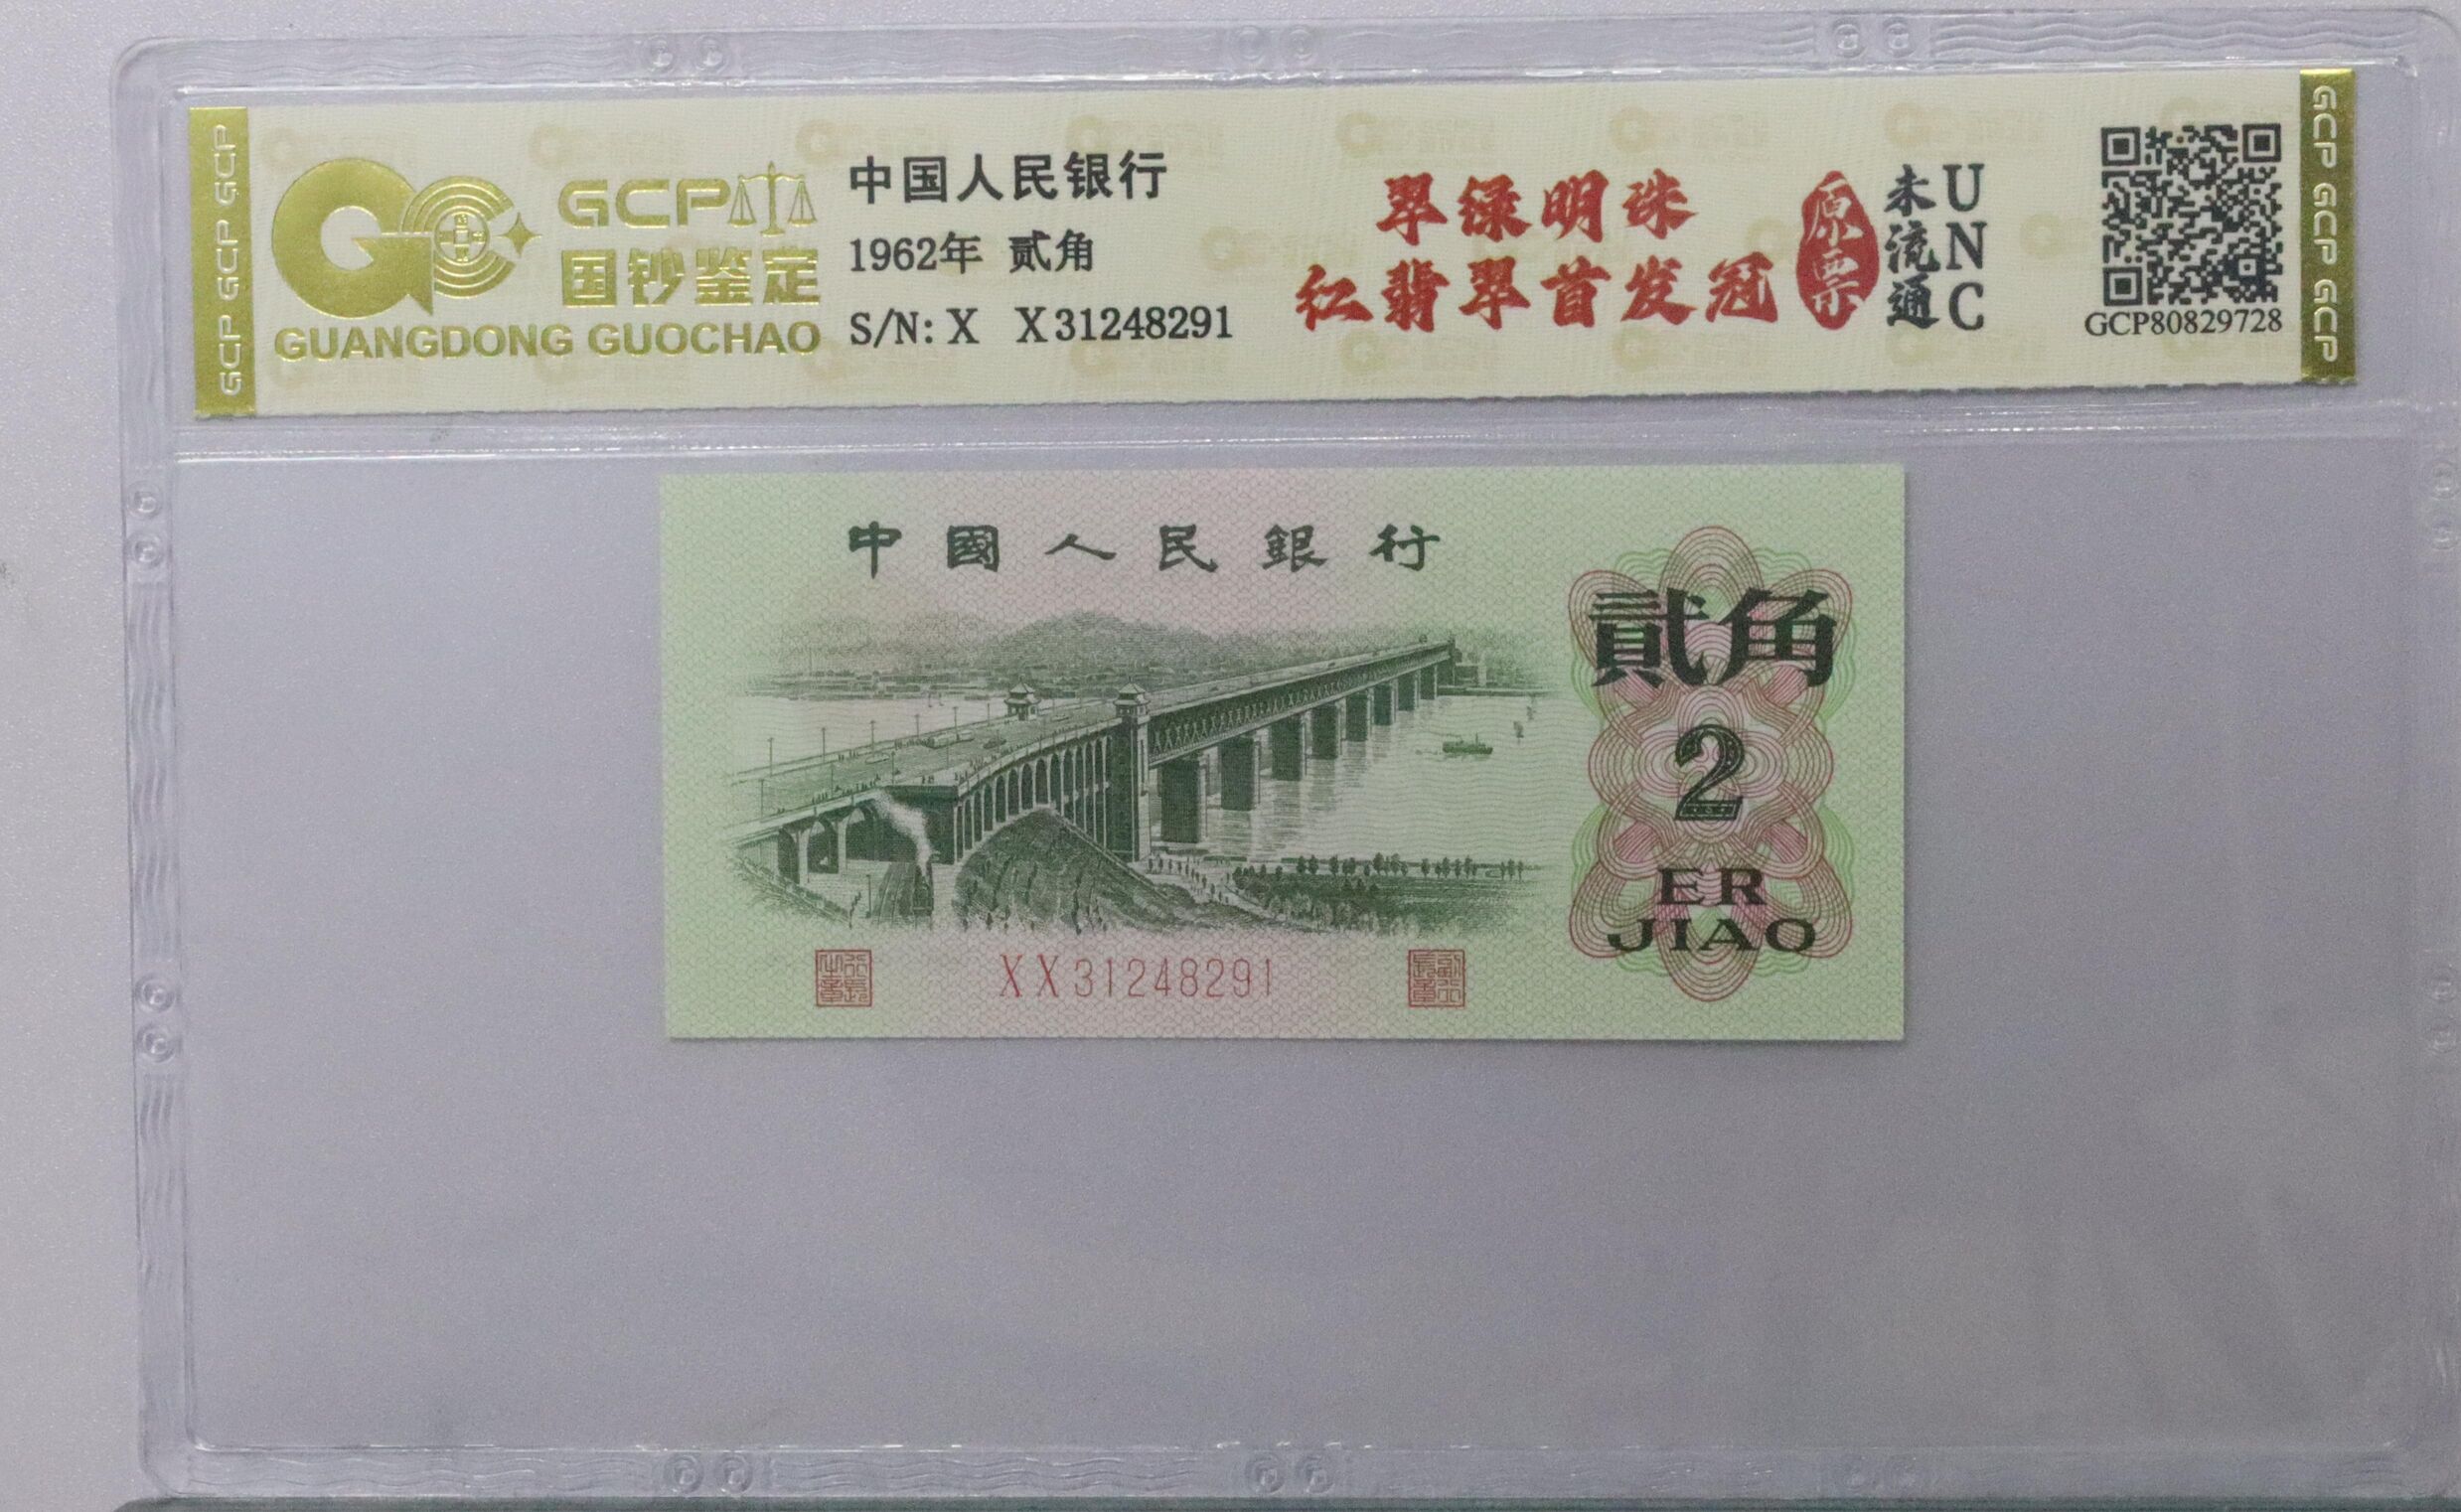 GCP GCP GCP
GCP
国钞鉴定
GUANGDONG GUOCHAO
中国人民银行
1962年 贰角
S/N: X X31248291
翠绿明珠
红翡翠首发冠
原票
未流通
UNC
GCP80829728
GCP GCP GCP
中國人民銀行
貳角
2
ER
JIAO
XX31248291